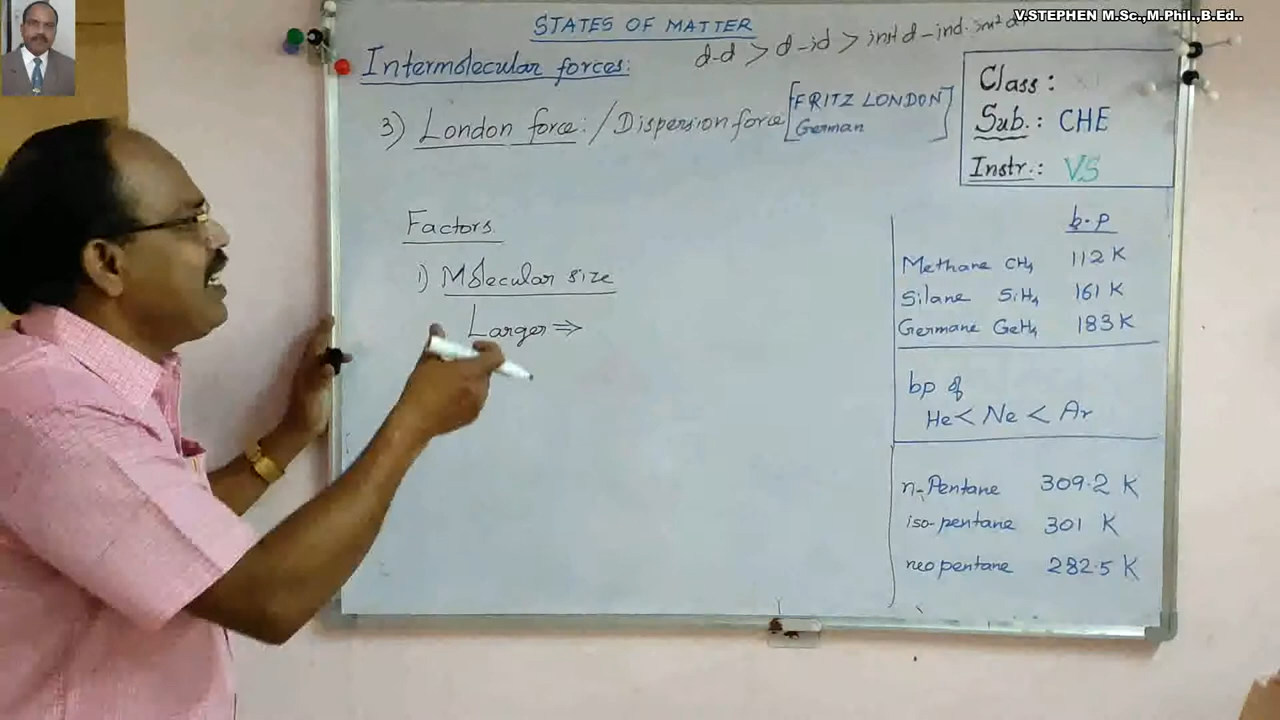 V.STEPHEN M.Sc.,M.Phil.,B.Ed..
STATES OF MATTER
d-d > d-id > inst d-ind. inst d
Intermolecular forces:
3) London force: / Dispersion force [FRITZ LONDON
German]
Class:
Sub.: CHE
Instr.: VS
Factors
1) Molecular size
Larger ⇒
b.p
Methane CH4 112 K
Silane SiH4 161 K
Germane GeH4 183 K
bp of
He < Ne < Ar
n-Pentane 309.2 K
iso-pentane 301 K
neo pentane 282.5 K